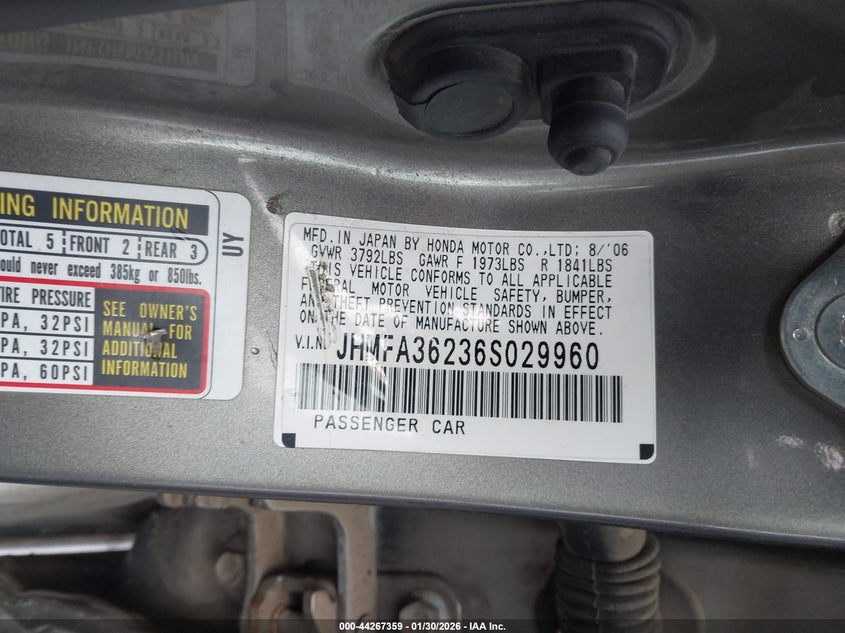 ING INFORMATION
OTAL 5 FRONT 2 REAR 3
ould never exceed 385kg or 850lbs.
TIRE PRESSURE
PA, 32PSI
PA, 32PSI
PA, 60PSI
SEE OWNER'S
MANUAL FOR
ADDITIONAL
INFORMATION
UY
MFD. IN JAPAN BY HONDA MOTOR CO.,LTD; 8/'06
GVWR 3792LBS GAWR F 1973LBS R 1841LBS
THIS VEHICLE CONFORMS TO ALL APPLICABLE
FEDERAL MOTOR VEHICLE SAFETY, BUMPER,
AND THEFT PREVENTION STANDARDS IN EFFECT
ON THE DATE OF MANUFACTURE SHOWN ABOVE.
V.I.N. JHMFA36236S029960
PASSENGER CAR
000-44267359 - 01/30/2026 - IAA Inc.